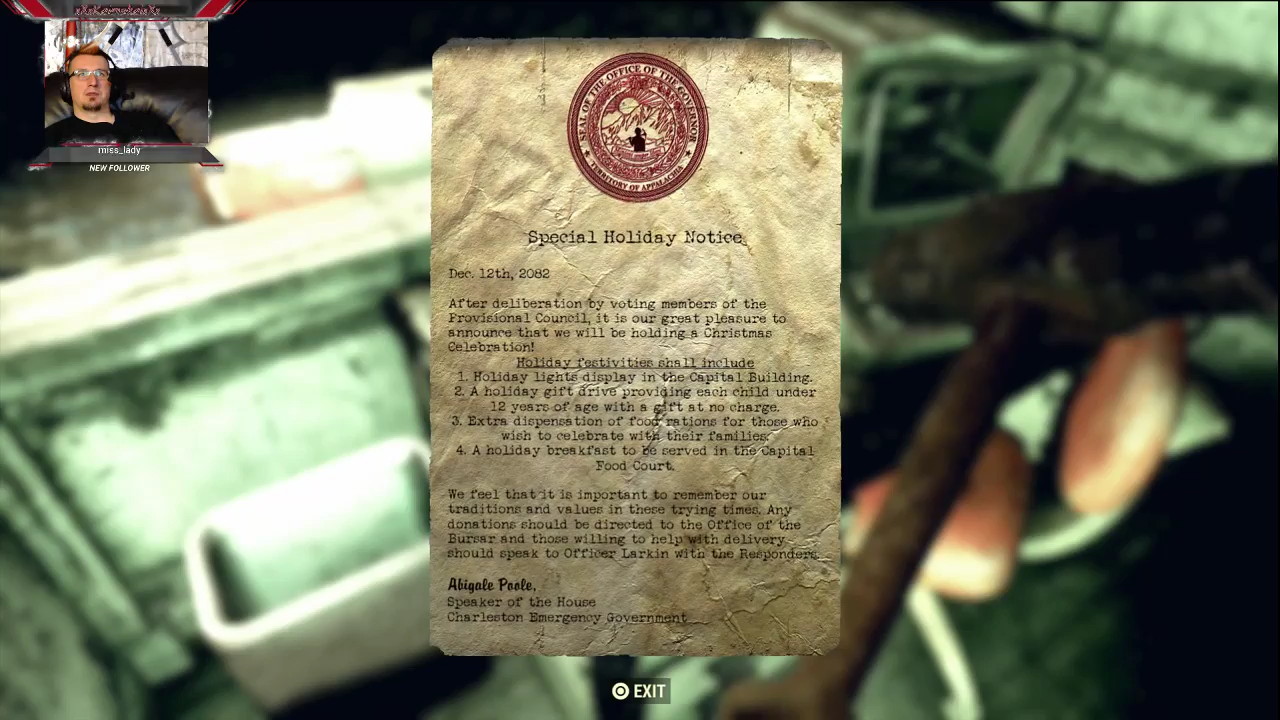 xXxKarnskaixXx
miss_lady
NEW FOLLOWER
SEAL OF THE OFFICE OF THE GOVERNOR
TERRITORY OF APPALACHIA
Special Holiday Notice
Dec. 12th, 2082
After deliberation by voting members of the
Provisional Council, it is our great pleasure to
announce that we will be holding a Christmas
Celebration!
Holiday festivities shall include
1. Holiday lights display in the Capital Building.
2. A holiday gift drive providing each child under
12 years of age with a gift at no charge.
3. Extra dispensation of food rations for those who
wish to celebrate with their families.
4. A holiday breakfast to be served in the Capital
Food Court.
We feel that it is important to remember our
traditions and values in these trying times. Any
donations should be directed to the Office of the
Bursar and those willing to help with delivery
should speak to Officer Larkin with the Responders.
Abigale Poole,
Speaker of the House
Charleston Emergency Government
EXIT